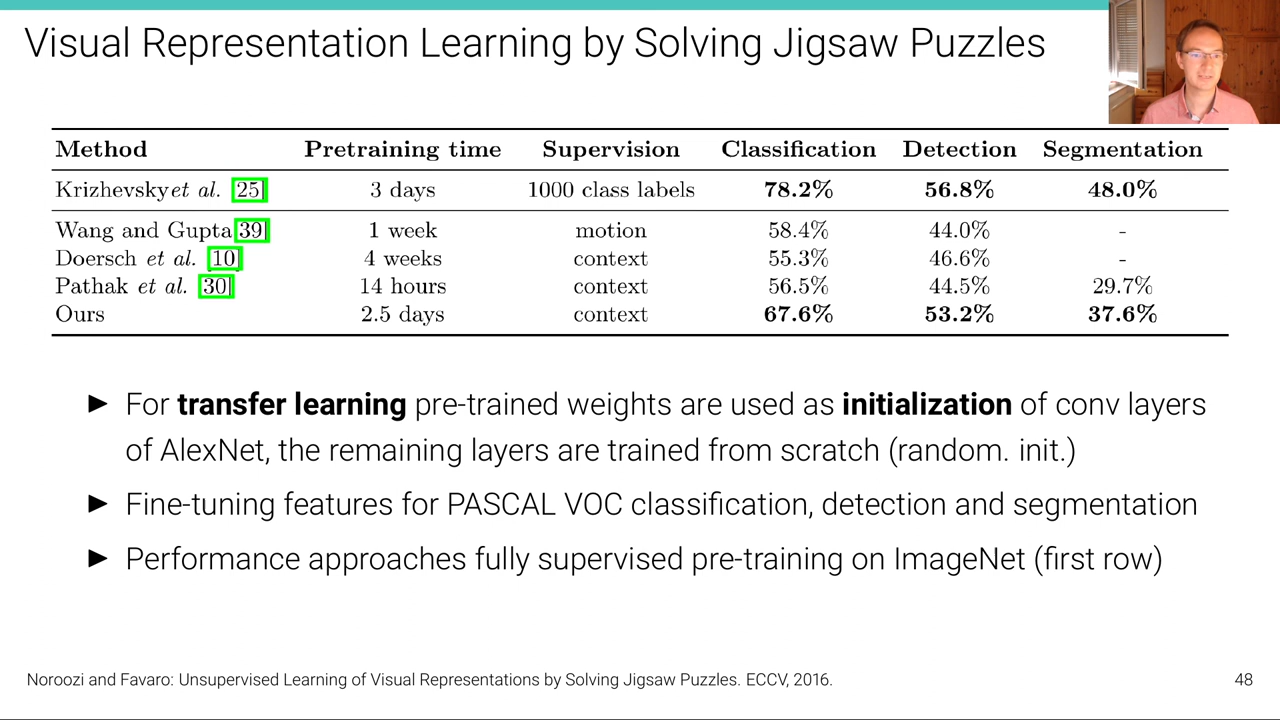 Visual Representation Learning by Solving Jigsaw Puzzles
Method Pretraining time Supervision Classification Detection Segmentation
Krizhevsky et al. [25] 3 days 1000 class labels 78.2% 56.8% 48.0%
Wang and Gupta [39] 1 week motion 58.4% 44.0% -
Doersch et al. [10] 4 weeks context 55.3% 46.6% -
Pathak et al. [30] 14 hours context 56.5% 44.5% 29.7%
Ours 2.5 days context 67.6% 53.2% 37.6%
► For transfer learning pre-trained weights are used as initialization of conv layers
of AlexNet, the remaining layers are trained from scratch (random. init.)
► Fine-tuning features for PASCAL VOC classification, detection and segmentation
► Performance approaches fully supervised pre-training on ImageNet (first row)
Noroozi and Favaro: Unsupervised Learning of Visual Representations by Solving Jigsaw Puzzles. ECCV, 2016. 48